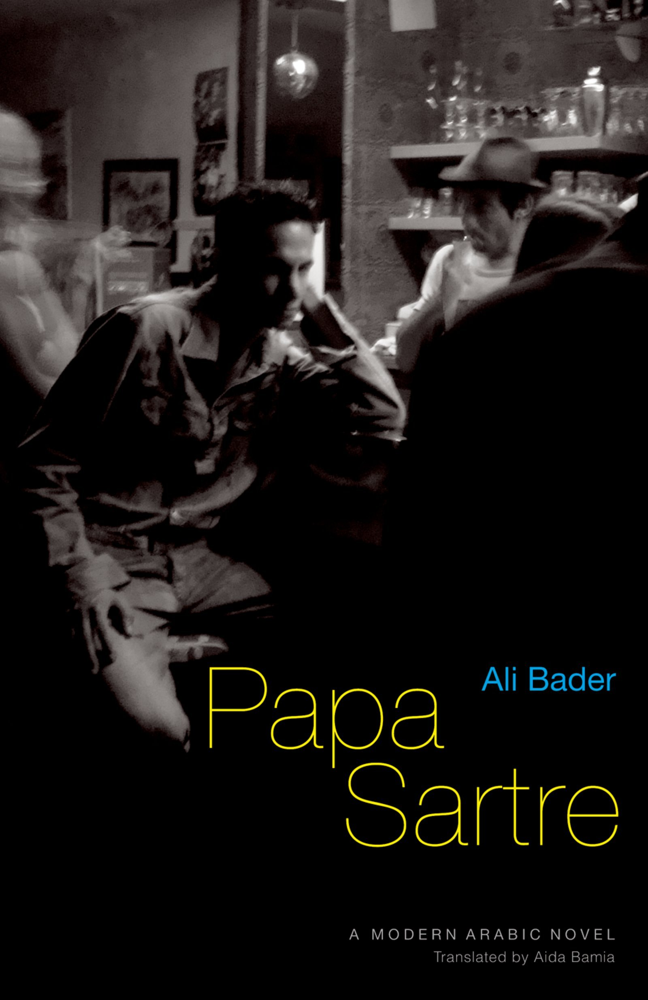 Papa
Ali Bader
Sartre
A MODERN ARABIC NOVEL
Translated by Aida Bamia